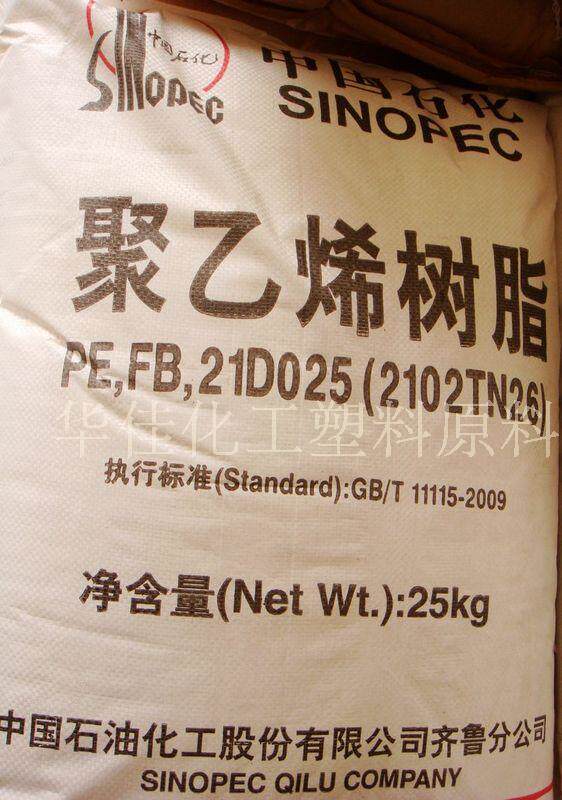 中国石化
SINOPEC
中国石化
SINOPEC
聚乙烯树脂
PE,FB,21D025(2102TN26)
华佳化工塑料原料
执行标准(Standard):GB/T 11115-2009
净含量(Net Wt.):25kg
中国石油化工股份有限公司齐鲁分公司
SINOPEC QILU COMPANY